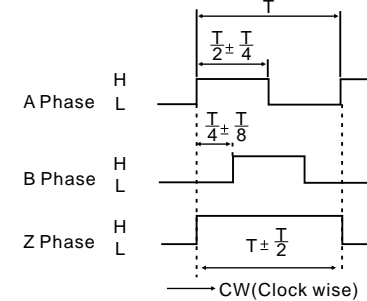 T
T/2 ± T/4
H
A Phase L
T/4 ± T/8
H
B Phase L
H
Z Phase L
T ± T/2
CW(Clock wise)